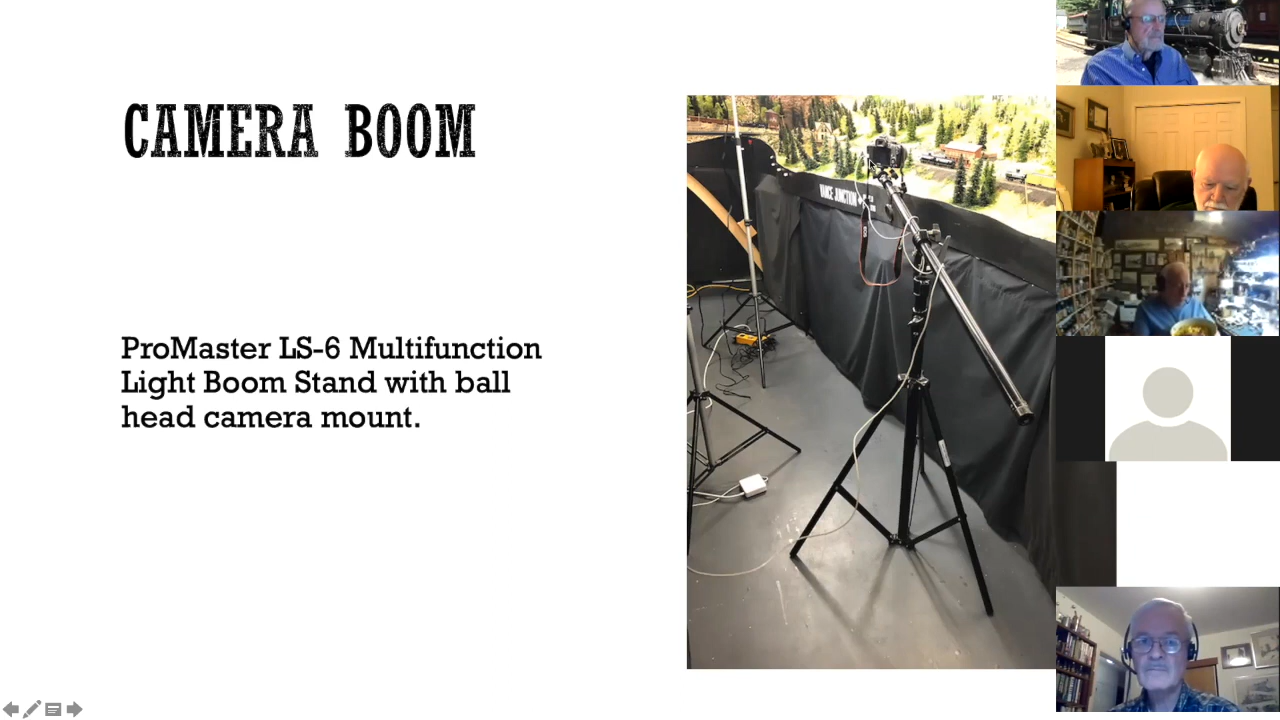 CAMERA BOOM
ProMaster LS-6 Multifunction
Light Boom Stand with ball
head camera mount.
VANCE JUNCTION